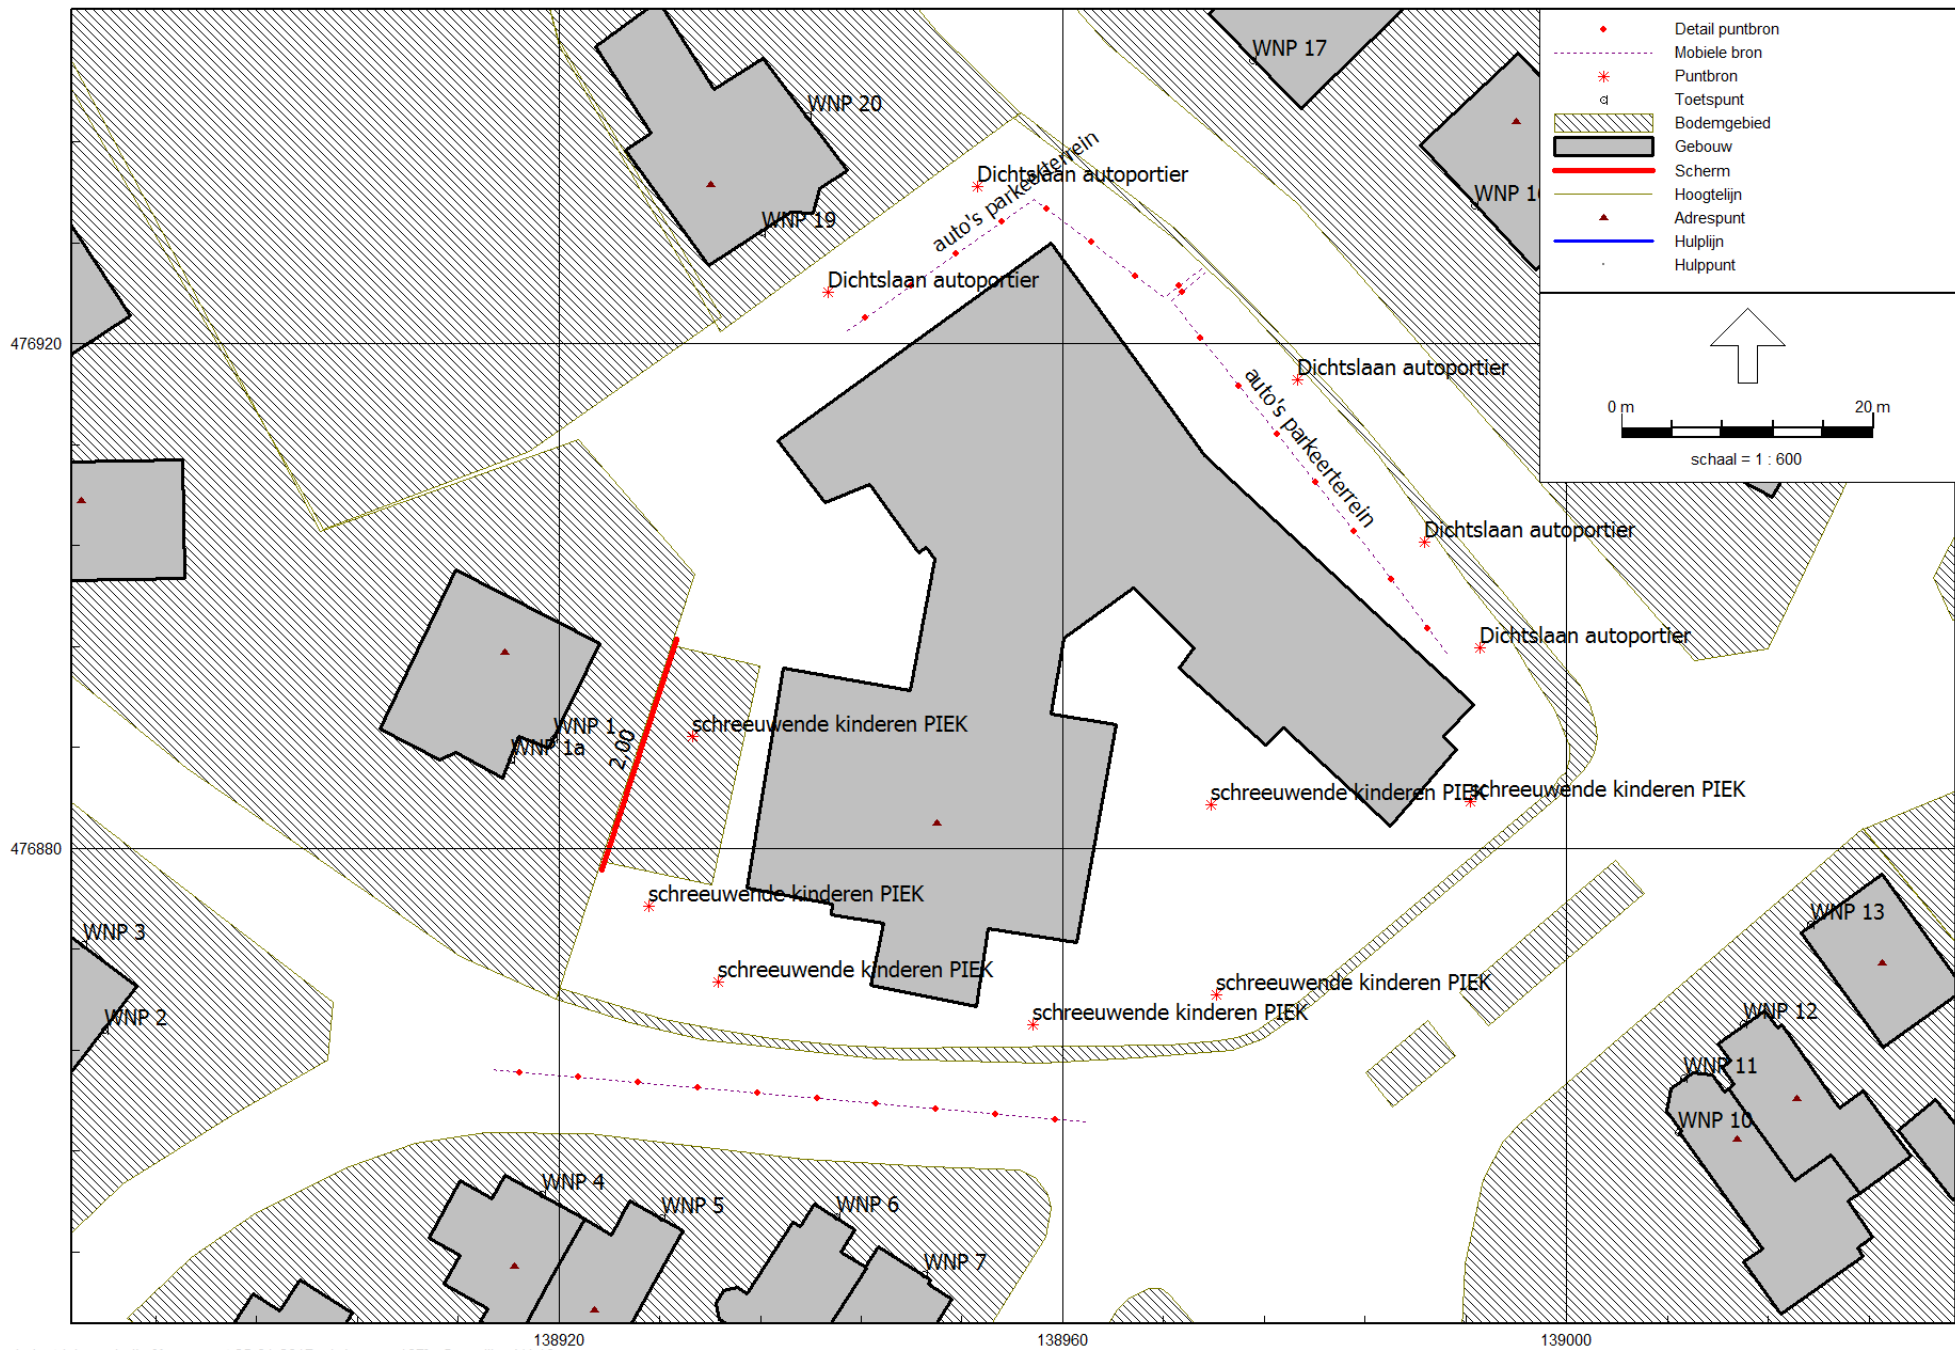 Detail puntbron
Mobiele bron
Puntbron
Toetspunt
Bodemgebied
Gebouw
Scherm
Hoogtelijn
Adrespunt
Hulplijn
Hulppunt
0 m 20 m
schaal = 1 : 600
WNP 17
WNP 20
WNP 19
Dichtslaan autoportier
auto's parkeerterrein
Dichtslaan autoportier
476920
Dichtslaan autoportier
auto's parkeerterrein
Dichtslaan autoportier
Dichtslaan autoportier
WNP 1
WNP 1a
2.00
schreeuwende kinderen PIEK
schreeuwende kinderen PIEK
schreeuwende kinderen PIEK
476880
schreeuwende kinderen PIEK
WNP 3
WNP 13
schreeuwende kinderen PIEK
schreeuwende kinderen PIEK
schreeuwende kinderen PIEK
WNP 2
WNP 12
WNP 11
WNP 10
WNP 4
WNP 5
WNP 6
WNP 7
138920
138960
139000